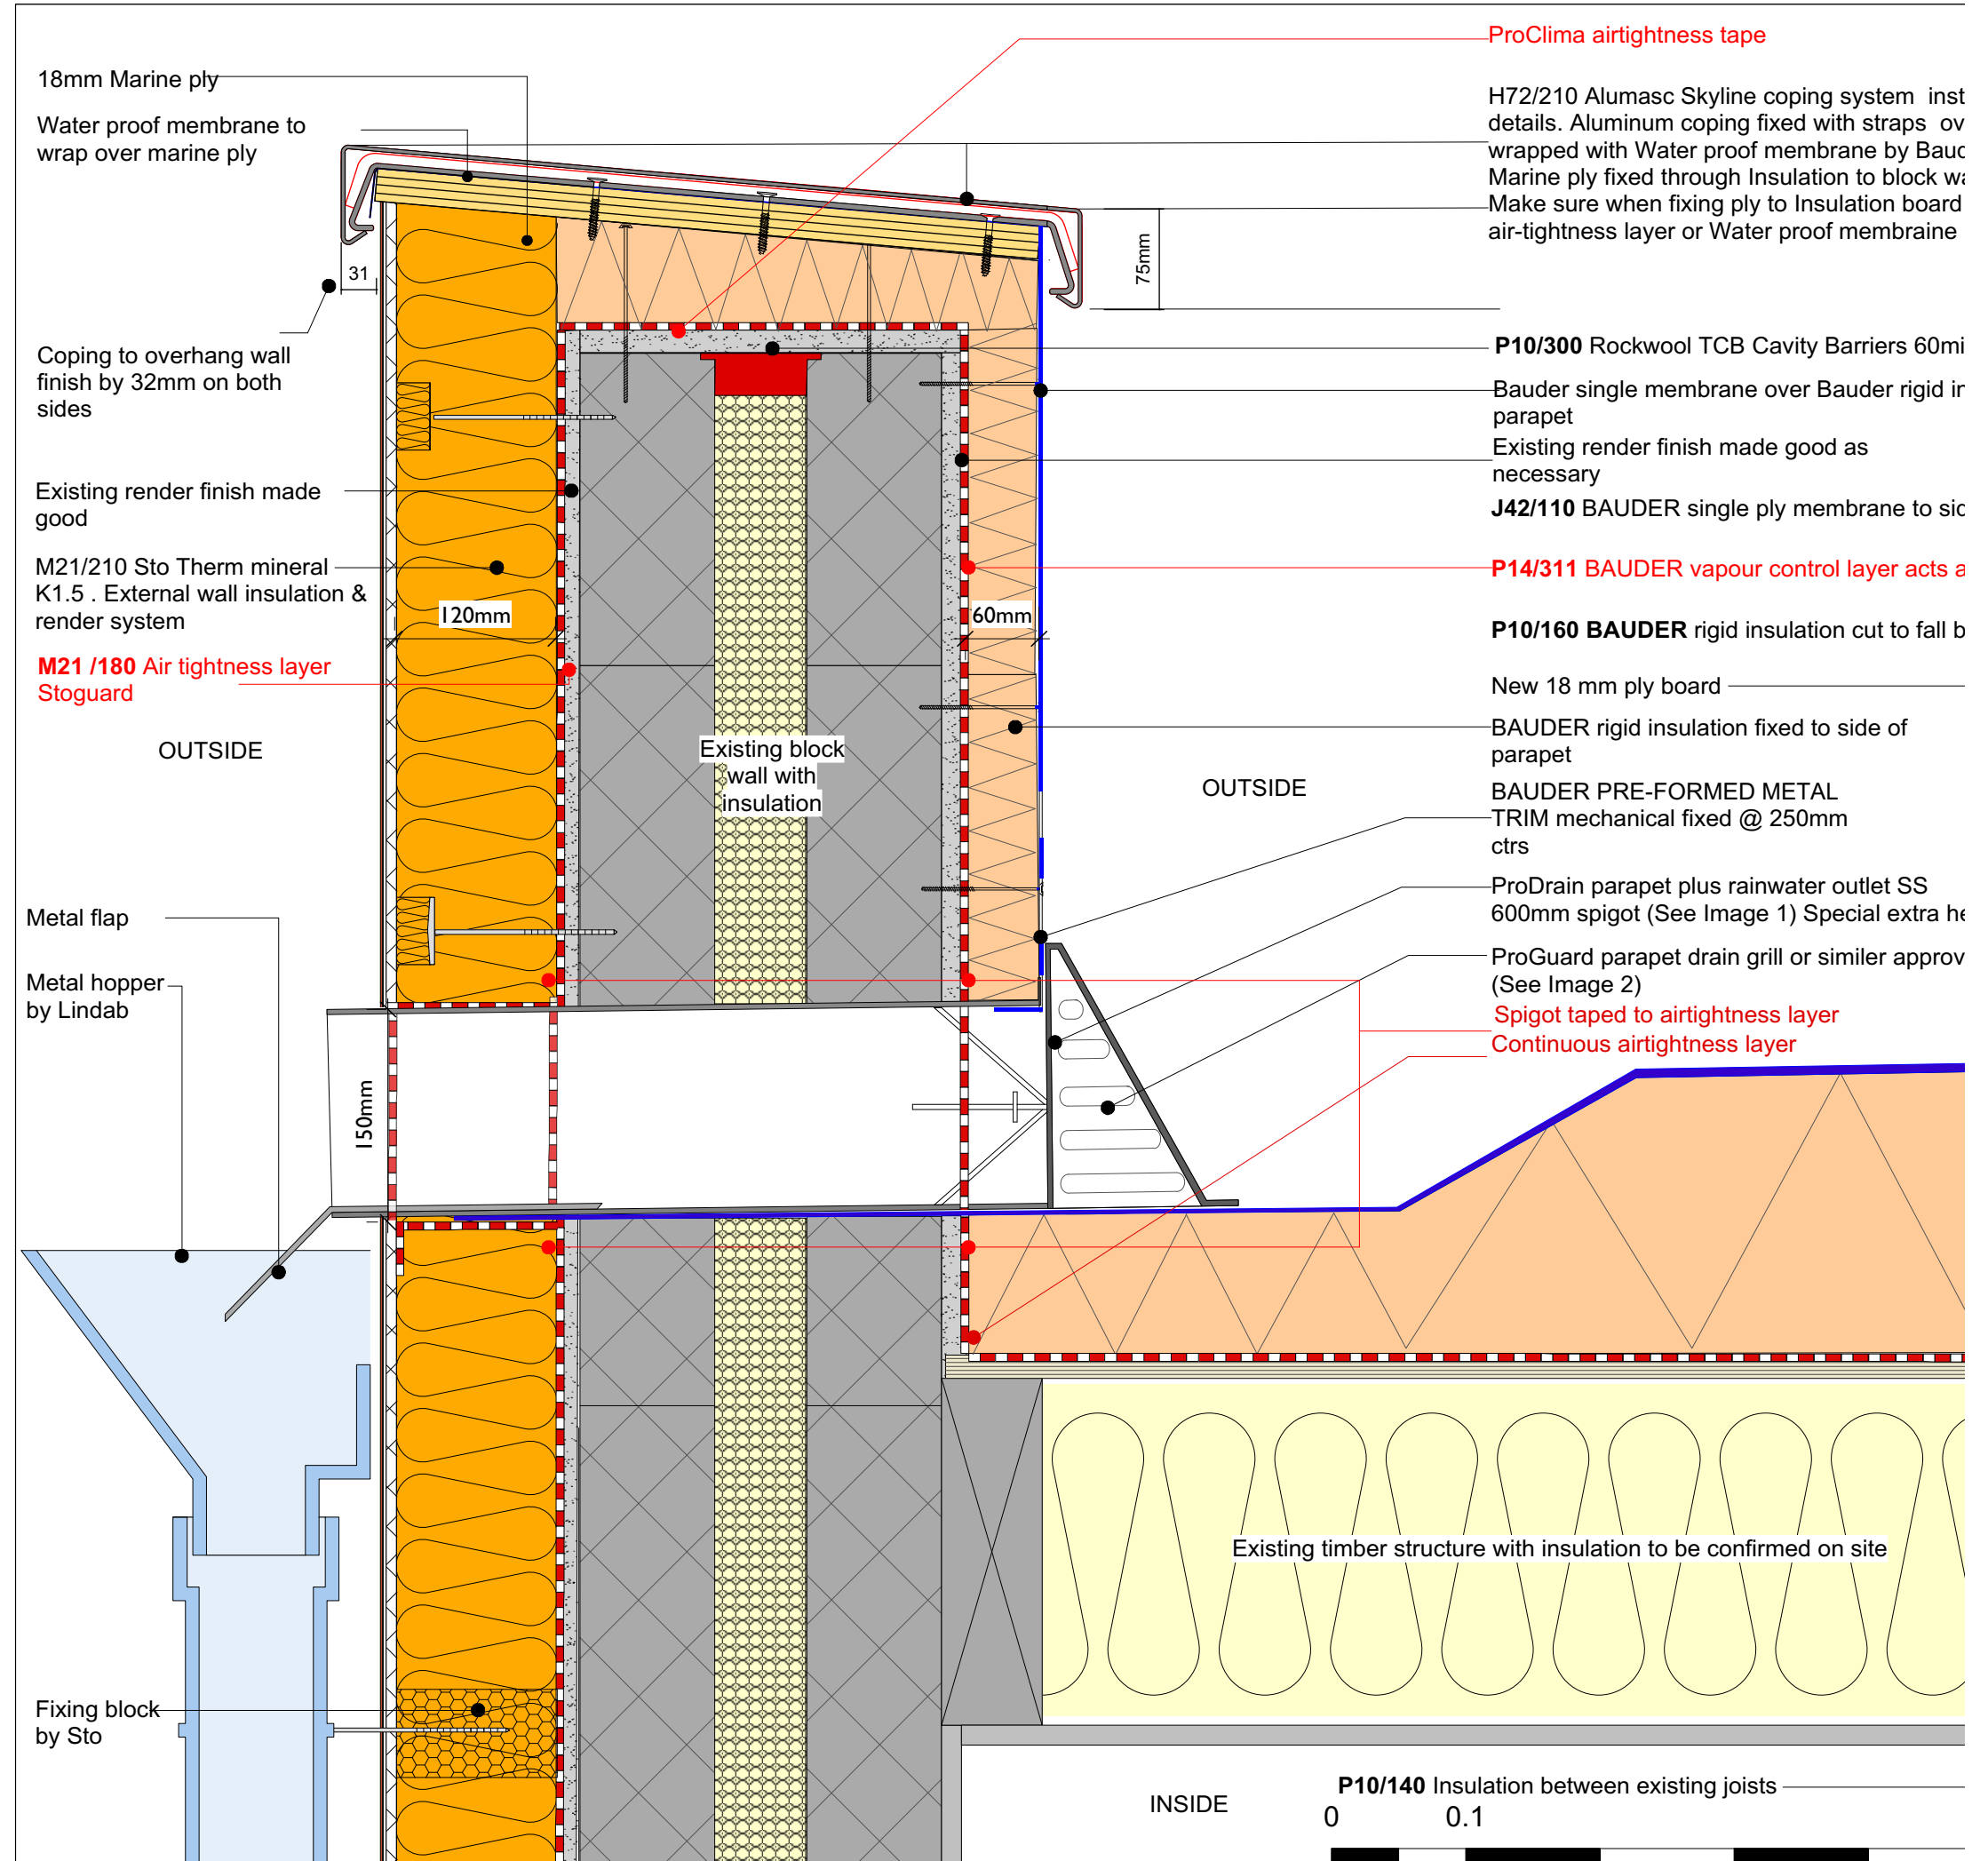 18mm Marine ply
Water proof membrane to
wrap over marine ply
31
Coping to overhang wall
finish by 32mm on both
sides
Existing render finish made
good
M21/210 Sto Therm mineral
K1.5 . External wall insulation &
render system
M21 /180 Air tightness layer
Stoguard
OUTSIDE
Metal flap
Metal hopper
by Lindab
Fixing block
by Sto
120mm
60mm
75mm
150mm
Existing block
wall with
insulation
OUTSIDE
ProClima airtightness tape
H72/210 Alumasc Skyline coping system inst
details. Aluminum coping fixed with straps ov
wrapped with Water proof membrane by Baud
Marine ply fixed through Insulation to block wa
Make sure when fixing ply to Insulation board
air-tightness layer or Water proof membraine
P10/300 Rockwool TCB Cavity Barriers 60mi
Bauder single membrane over Bauder rigid in
parapet
Existing render finish made good as
necessary
J42/110 BAUDER single ply membrane to sid
P14/311 BAUDER vapour control layer acts a
P10/160 BAUDER rigid insulation cut to fall b
New 18 mm ply board
BAUDER rigid insulation fixed to side of
parapet
BAUDER PRE-FORMED METAL
TRIM mechanical fixed @ 250mm
ctrs
ProDrain parapet plus rainwater outlet SS
600mm spigot (See Image 1) Special extra he
ProGuard parapet drain grill or similer approv
(See Image 2)
Spigot taped to airtightness layer
Continuous airtightness layer
Existing timber structure with insulation to be confirmed on site
INSIDE
P10/140 Insulation between existing joists
0 0.1